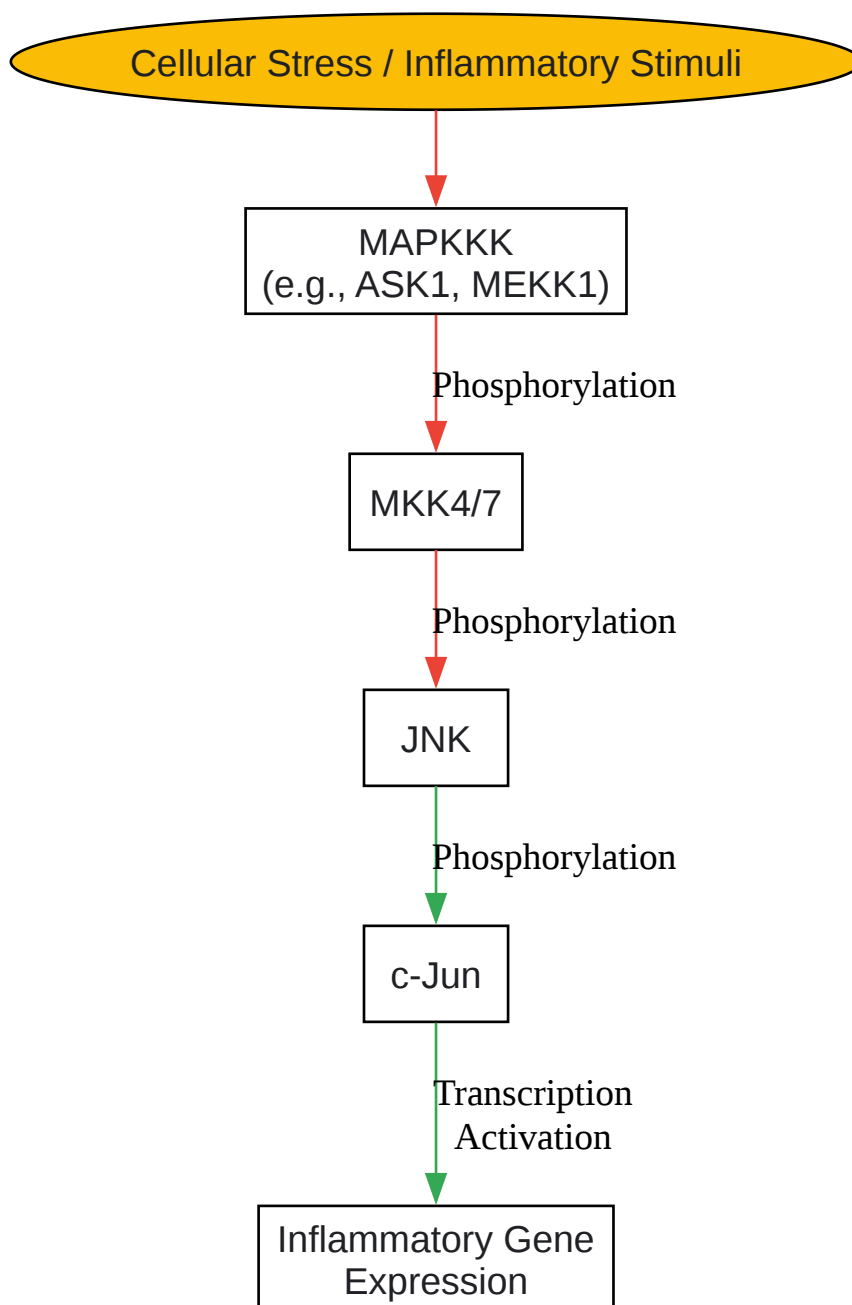 Cellular Stress / Inflammatory Stimuli
MAPKKK
(e.g., ASK1, MEKK1)
Phosphorylation
MKK4/7
Phosphorylation
JNK
Phosphorylation
c-Jun
Transcription
Activation
Inflammatory Gene
Expression